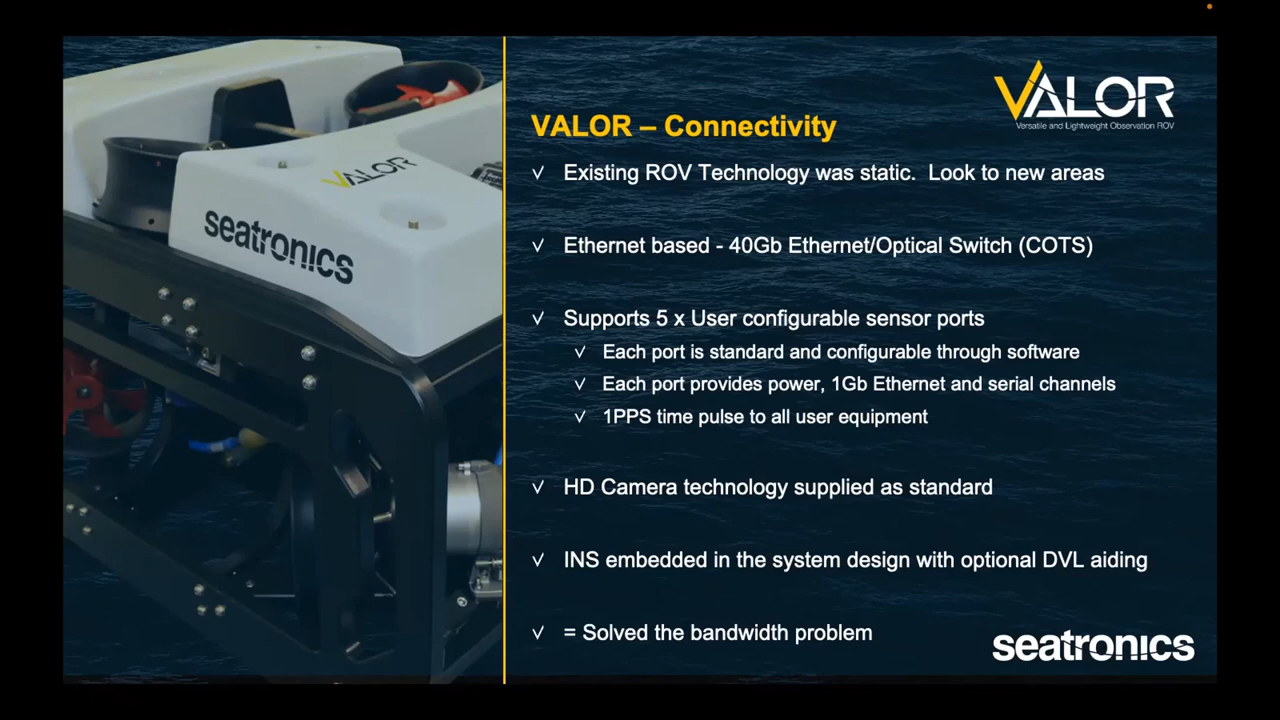 VALOR
Versatile and Lightweight Observation ROV
VALOR – Connectivity
✓ Existing ROV Technology was static.  Look to new areas
✓ Ethernet based - 40Gb Ethernet/Optical Switch (COTS)
✓ Supports 5 x User configurable sensor ports
✓ Each port is standard and configurable through software
✓ Each port provides power, 1Gb Ethernet and serial channels
✓ 1PPS time pulse to all user equipment
✓ HD Camera technology supplied as standard
✓ INS embedded in the system design with optional DVL aiding
✓ = Solved the bandwidth problem
seatronics
VALOR
seatronics